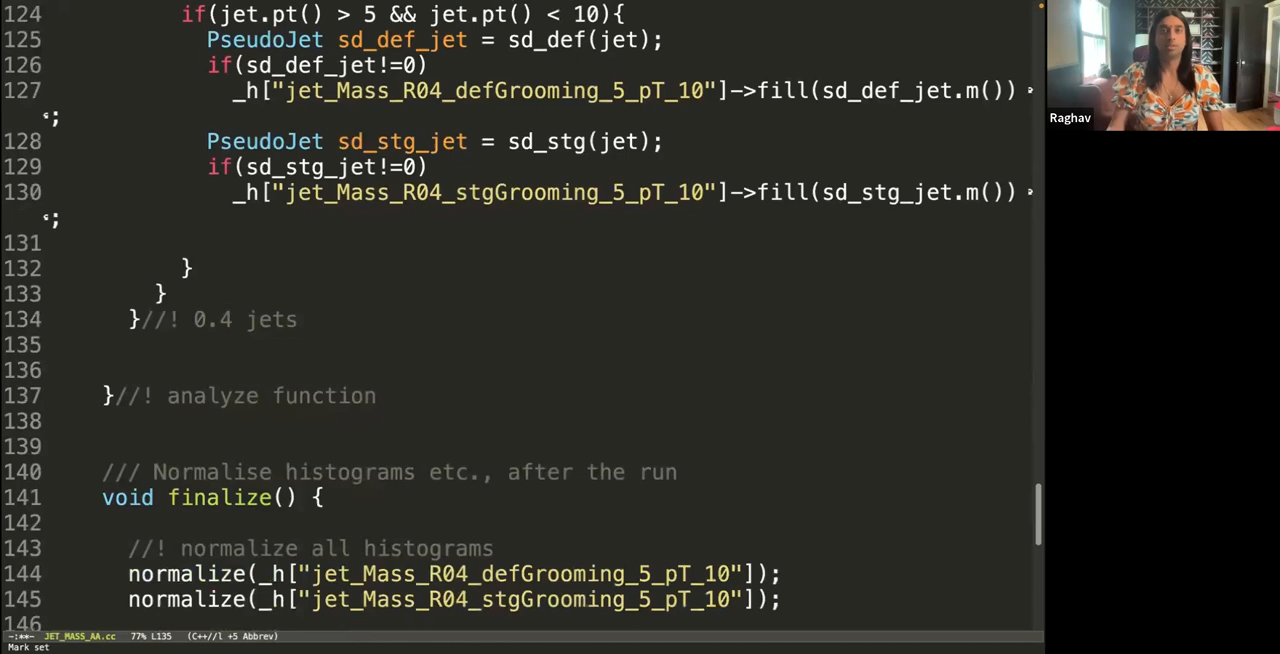 124 if(jet.pt() > 5 && jet.pt() < 10){
125 PseudoJet sd_def_jet = sd_def(jet);
126 if(sd_def_jet!=0)
127 _h["jet_Mass_R04_defGrooming_5_pT_10"]->fill(sd_def_jet.m())
;
128 PseudoJet sd_stg_jet = sd_stg(jet);
129 if(sd_stg_jet!=0)
130 _h["jet_Mass_R04_stgGrooming_5_pT_10"]->fill(sd_stg_jet.m())
;
131
132 }
133 }
134 }//! 0.4 jets
135
136
137 }//! analyze function
138
139
140 /// Normalise histograms etc., after the run
141 void finalize() {
142
143 //! normalize all histograms
144 normalize(_h["jet_Mass_R04_defGrooming_5_pT_10"]);
145 normalize(_h["jet_Mass_R04_stgGrooming_5_pT_10"]);
146
-:**- JET_MASS_AA.cc 77% L135 (C++//l +5 Abbrev)
Mark set
Raghav